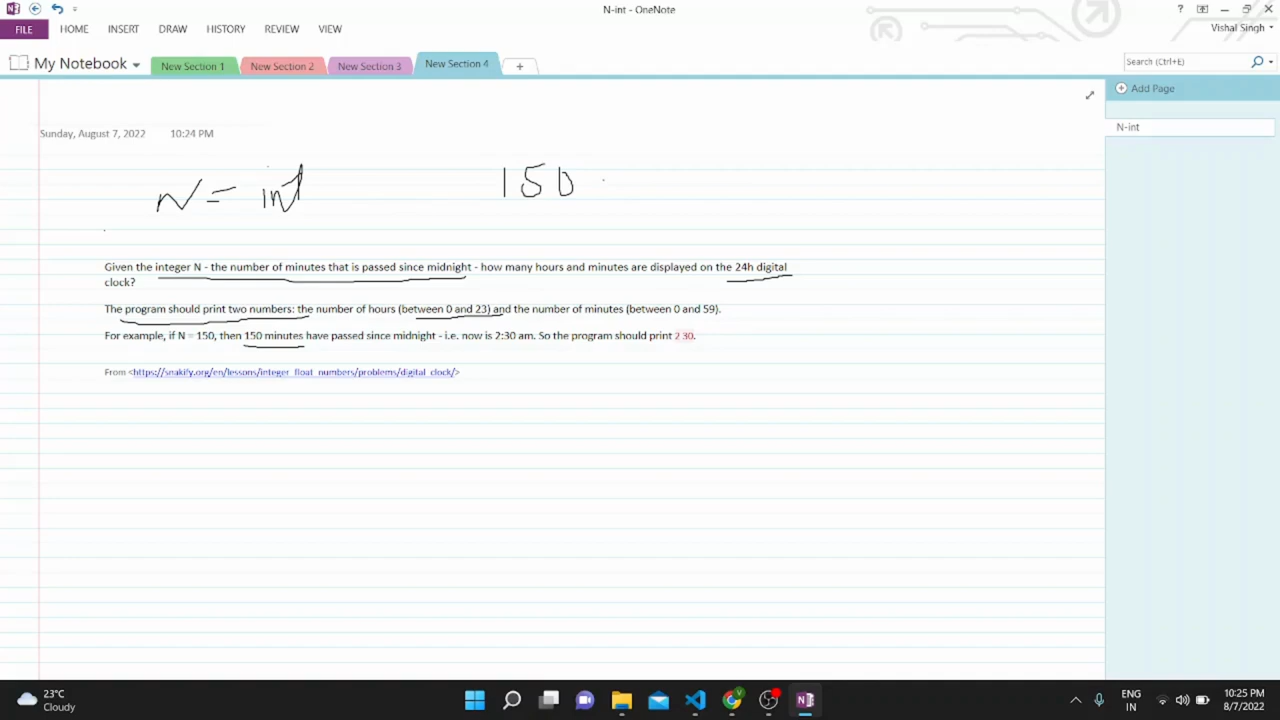 N-int - OneNote
Vishal Singh
FILE HOME INSERT DRAW HISTORY REVIEW VIEW
My Notebook New Section 1 New Section 2 New Section 3 New Section 4 +
Search (Ctrl+E)
Add Page
N-int
Sunday, August 7, 2022 10:24 PM
N = int 150
Given the integer N - the number of minutes that is passed since midnight - how many hours and minutes are displayed on the 24h digital
clock?
The program should print two numbers: the number of hours (between 0 and 23) and the number of minutes (between 0 and 59).
For example, if N = 150, then 150 minutes have passed since midnight - i.e. now is 2:30 am. So the program should print 2 30.
From <https://snakify.org/en/lessons/integer_float_numbers/problems/digital_clock/>
23°C
Cloudy
ENG
IN
10:25 PM
8/7/2022